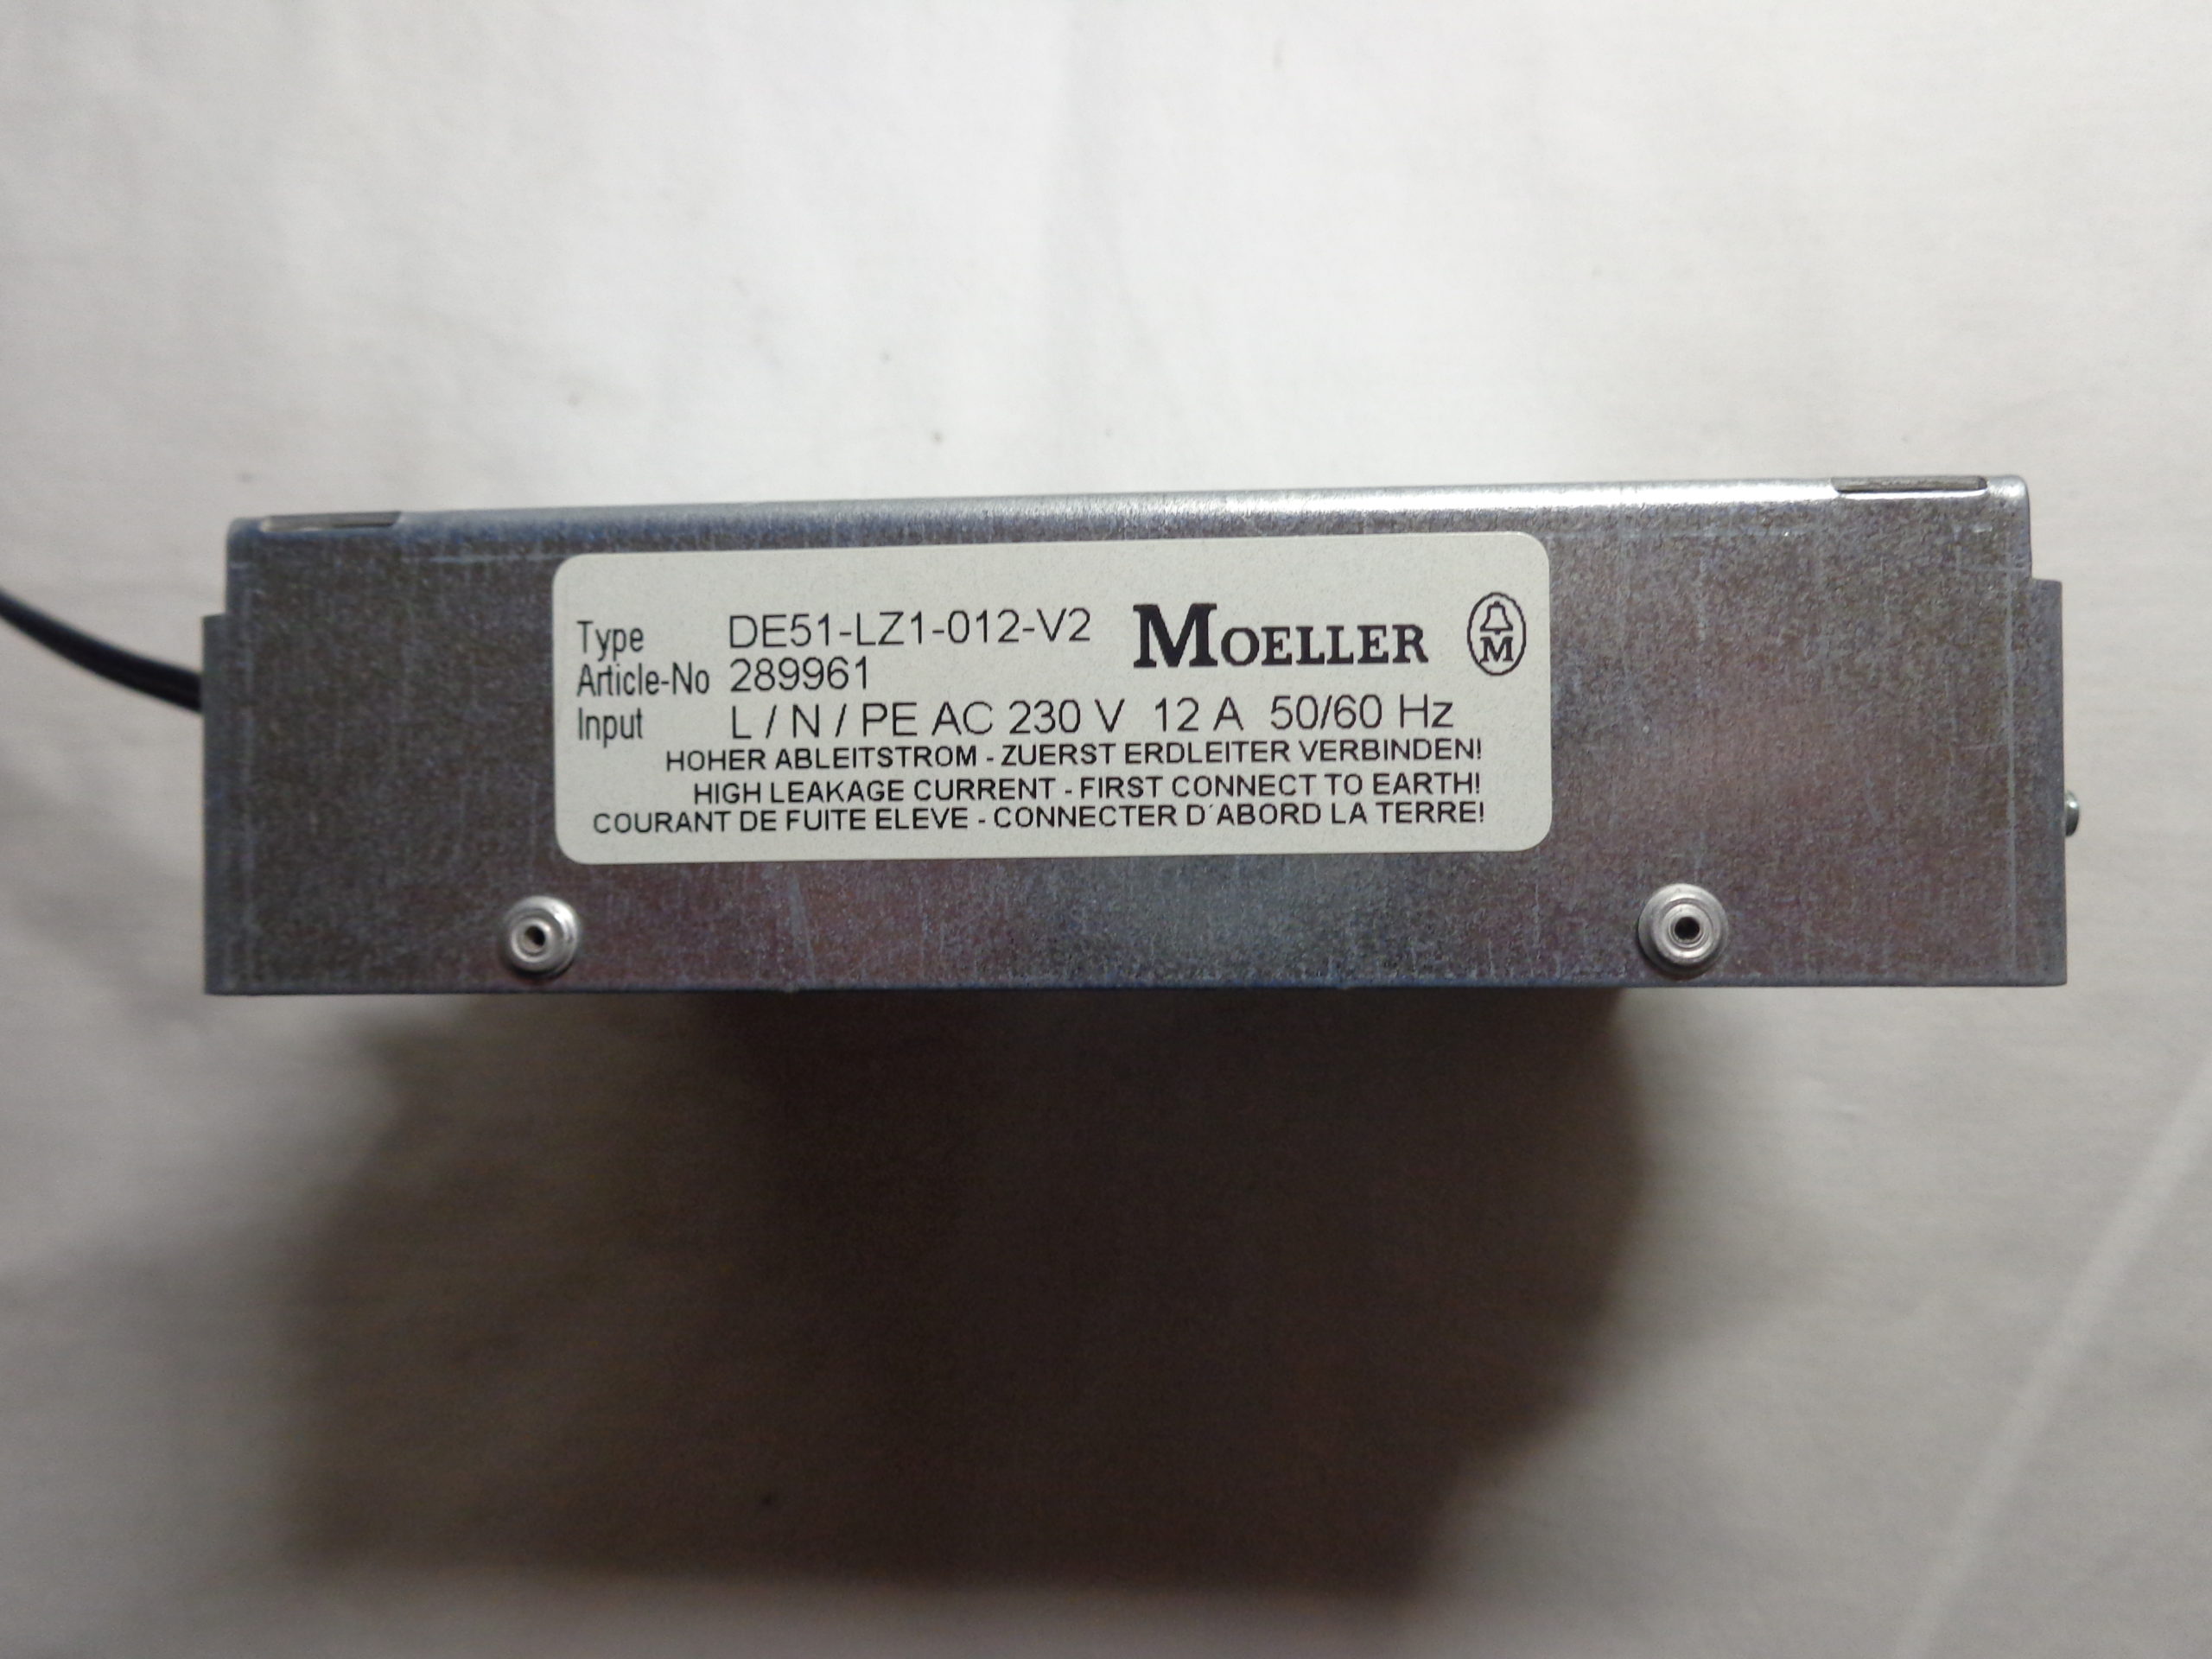 Type DE51-LZ1-012-V2 MOELLER M
Article-No 289961
Input L / N / PE AC 230 V 12 A 50/60 Hz
HOHER ABLEITSTROM - ZUERST ERDLEITER VERBINDEN!
HIGH LEAKAGE CURRENT - FIRST CONNECT TO EARTH!
COURANT DE FUITE ELEVE - CONNECTER D´ABORD LA TERRE!